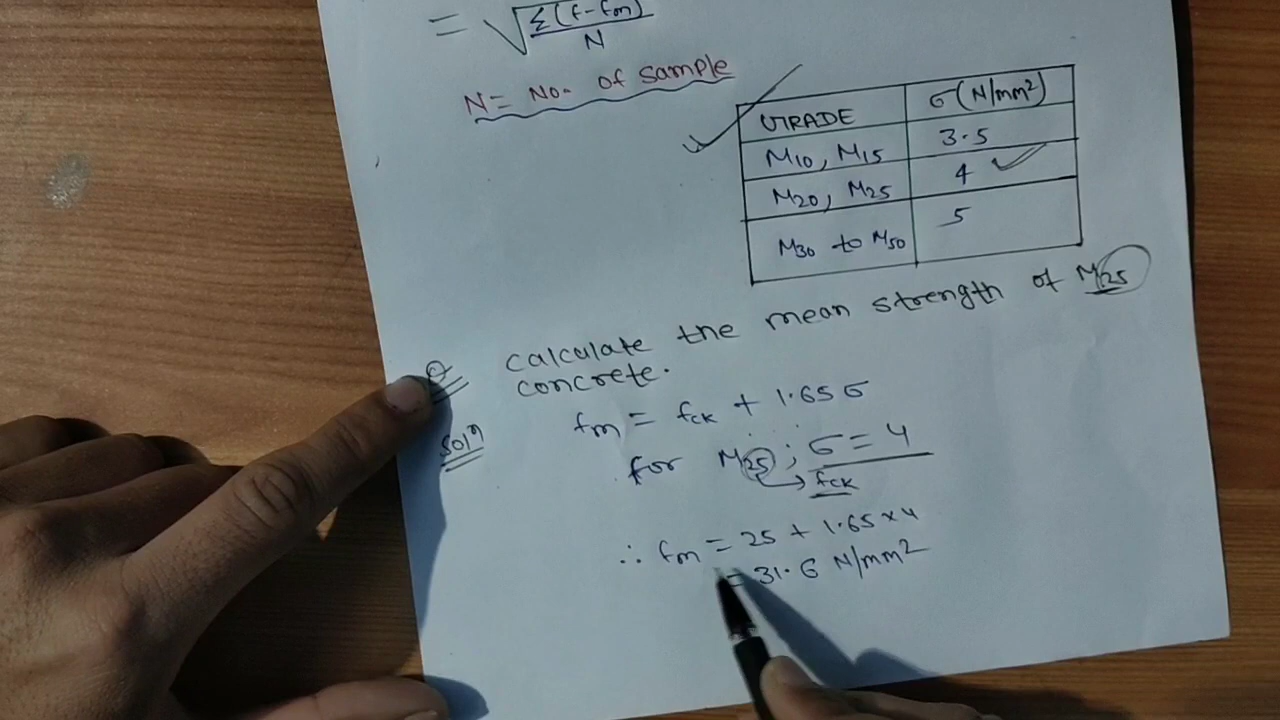 = √Σ(f-fm)/N
N = No. of sample
GRADE σ(N/mm²)
M10, M15 3.5
M20, M25 4
M30 to M50 5
Q calculate the mean strength of M25
concrete.
Solⁿ fm = fck + 1.65σ
for M25 ; σ = 4
fck
∴ fm = 25 + 1.65×4
= 31.6 N/mm²